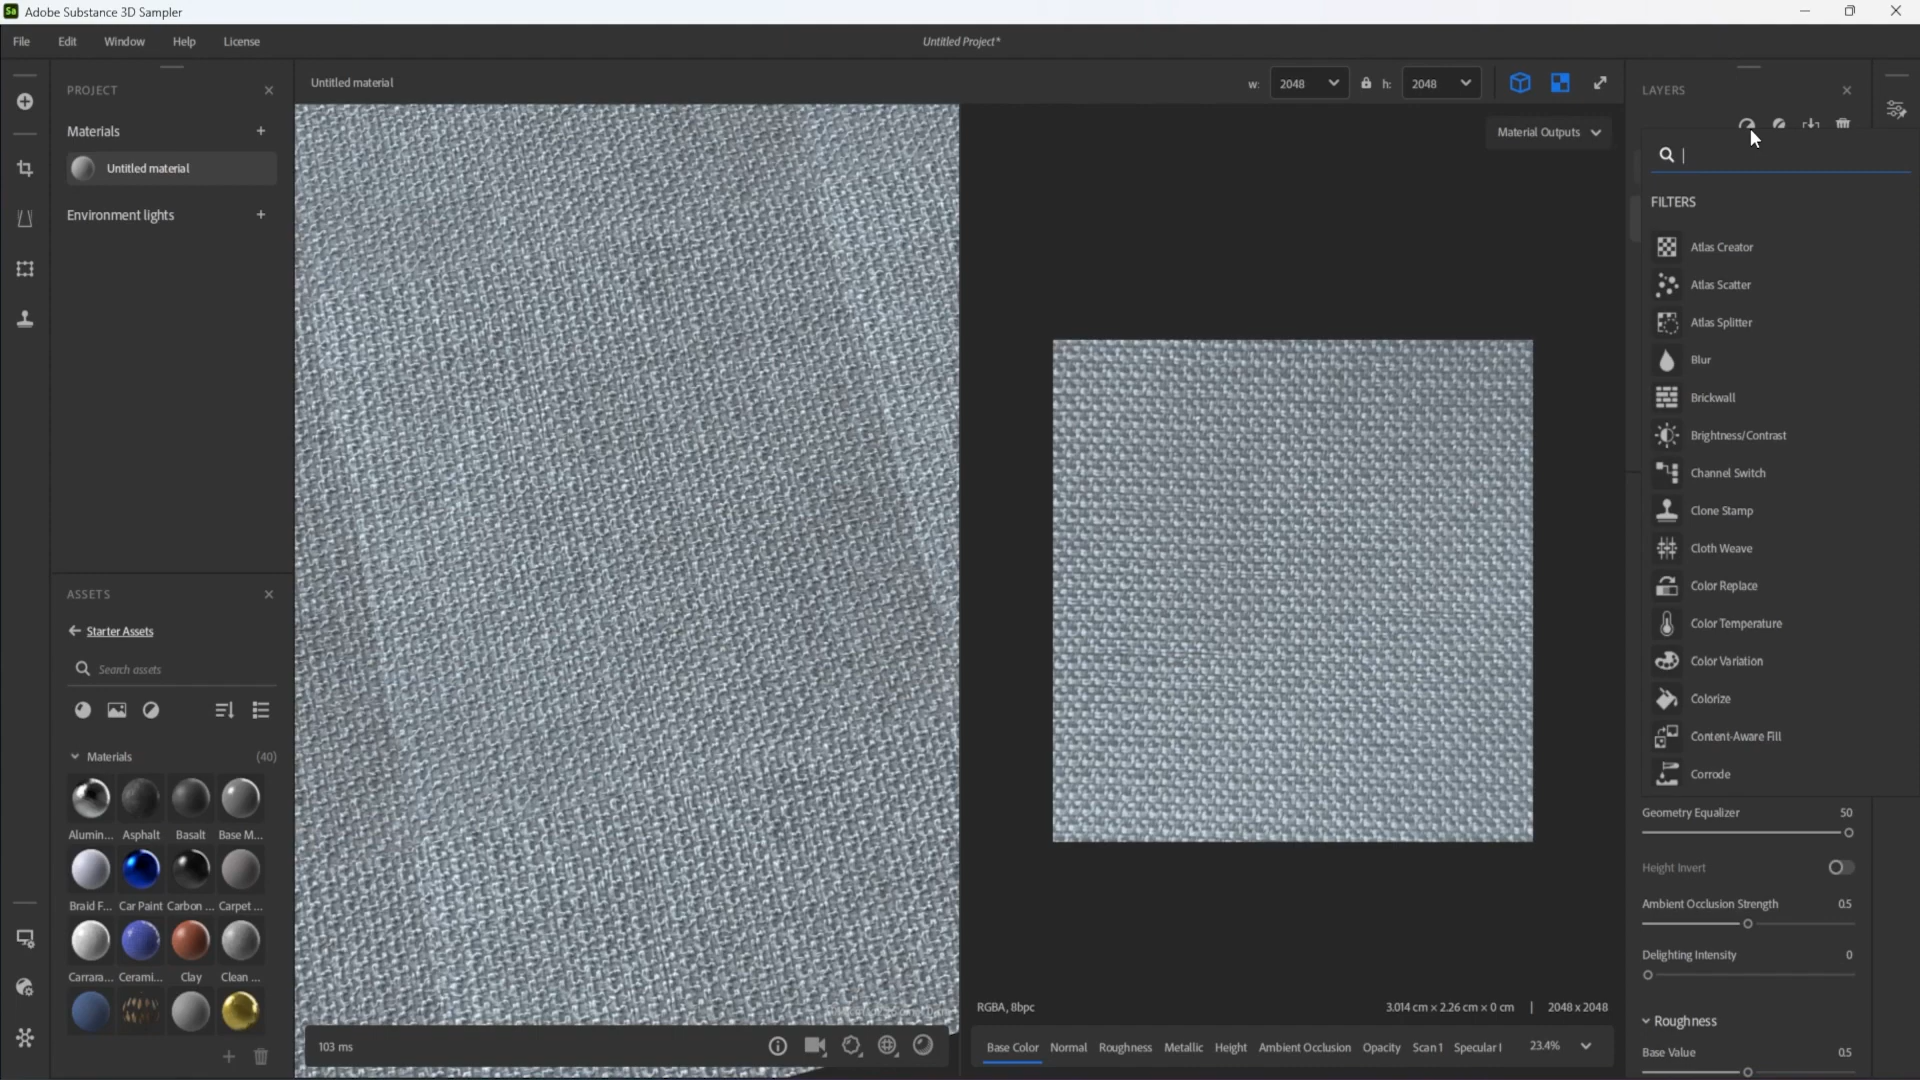 Sa Adobe Substance 3D Sampler
File Edit Window Help License
Untitled Project*
PROJECT
Materials
Untitled material
Environment lights
Untitled material
w: 2048 h: 2048
Material Outputs
LAYERS
FILTERS
Atlas Creator
Atlas Scatter
Atlas Splitter
Blur
Brickwall
Brightness/Contrast
Channel Switch
Clone Stamp
Cloth Weave
Color Replace
Color Temperature
Color Variation
Colorize
Content-Aware Fill
Corrode
Geometry Equalizer 50
Height Invert
Ambient Occlusion Strength 0.5
Delighting Intensity 0
Roughness
Base Value 0.5
ASSETS
Starter Assets
Search assets
Materials (40)
Alumin... Asphalt Basalt Base M...
Braid F... Car Paint Carbon ... Carpet ...
Carrara... Cerami... Clay Clean ...
103 ms
RGBA, 8bpc
3.014 cm × 2.26 cm × 0 cm | 2048 x 2048
Base Color Normal Roughness Metallic Height Ambient Occlusion Opacity Scan 1 Specular l 23.4%